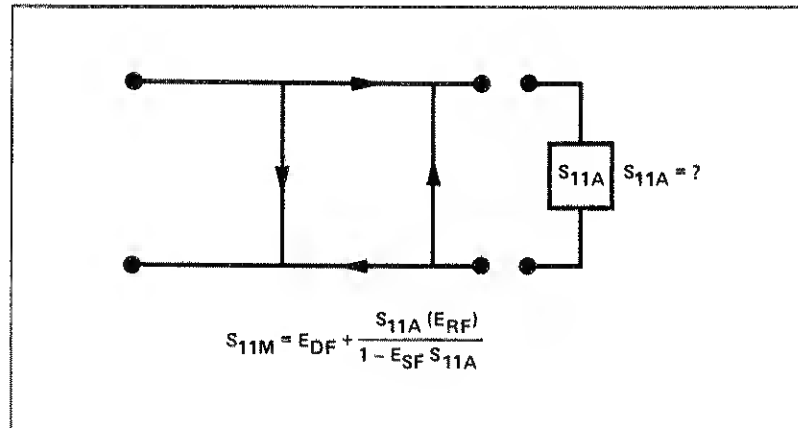 S11A S11A = ?
S11M = EDF + S11A (ERF) / 1 – ESF S11A